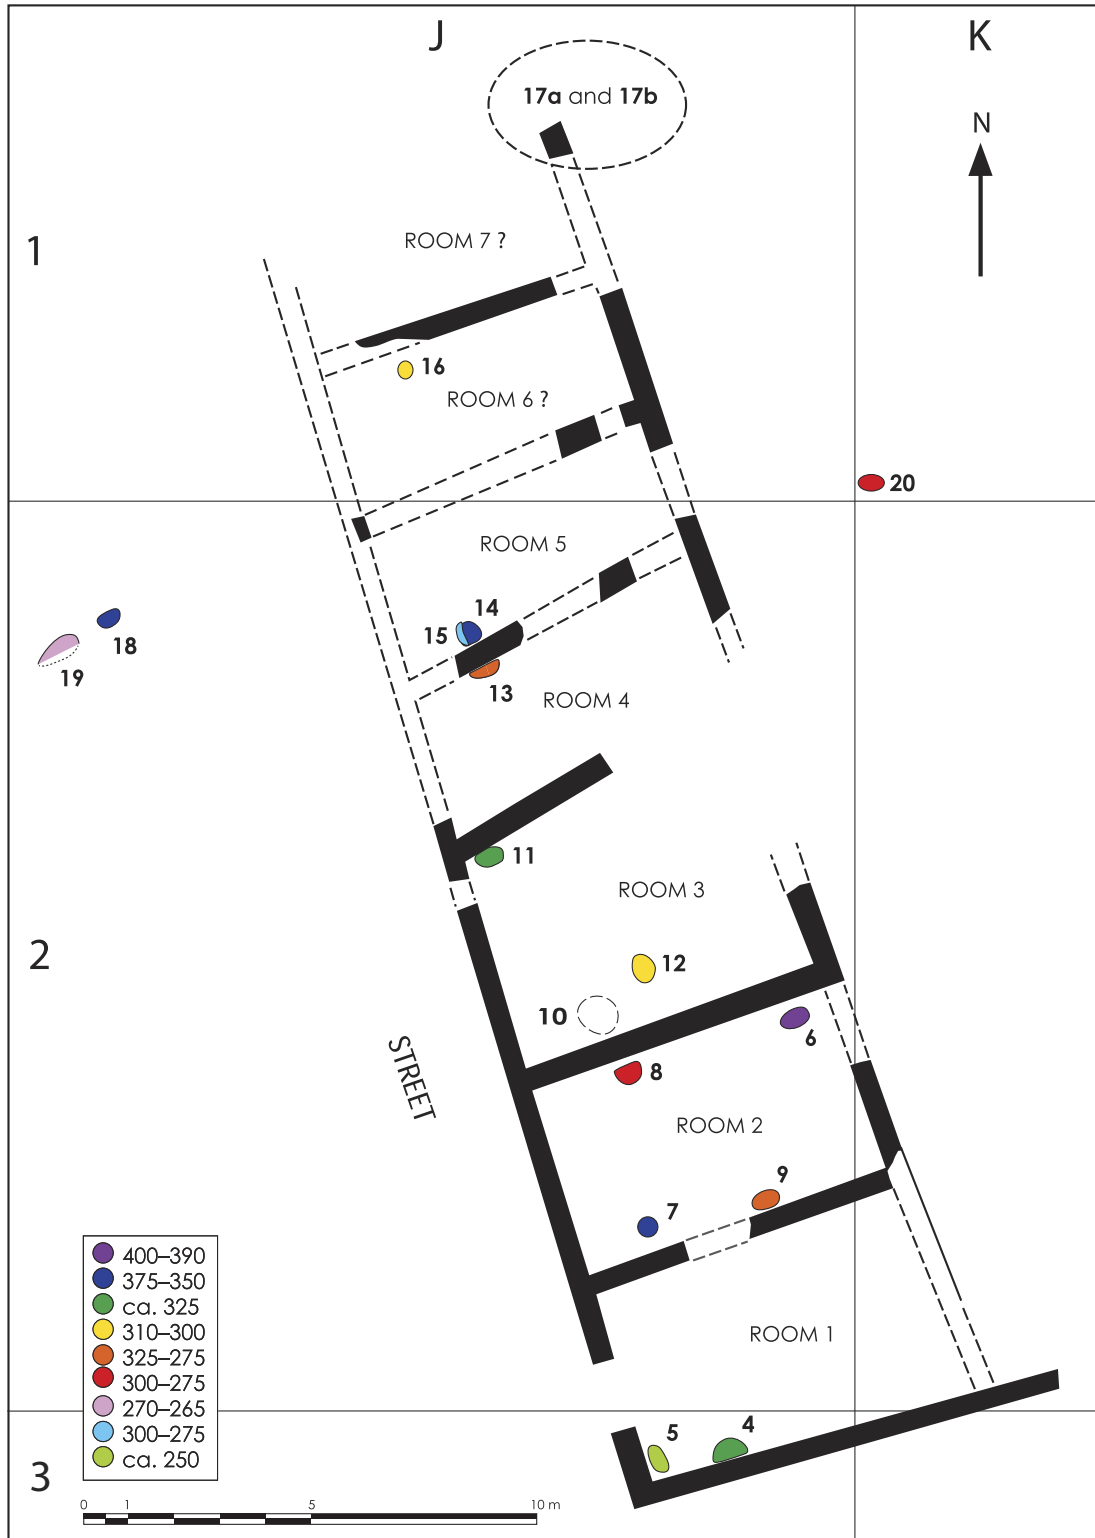 J
K
17a and 17b
N
1
ROOM 7 ?
16
ROOM 6 ?
20
ROOM 5
14
15
18
19
13
ROOM 4
11
ROOM 3
2
12
10
6
STREET
8
ROOM 2
9
7
400–390
375–350
ca. 325
310–300
325–275
300–275
270–265
300–275
ca. 250
ROOM 1
5
4
3
0 1 5 10 m